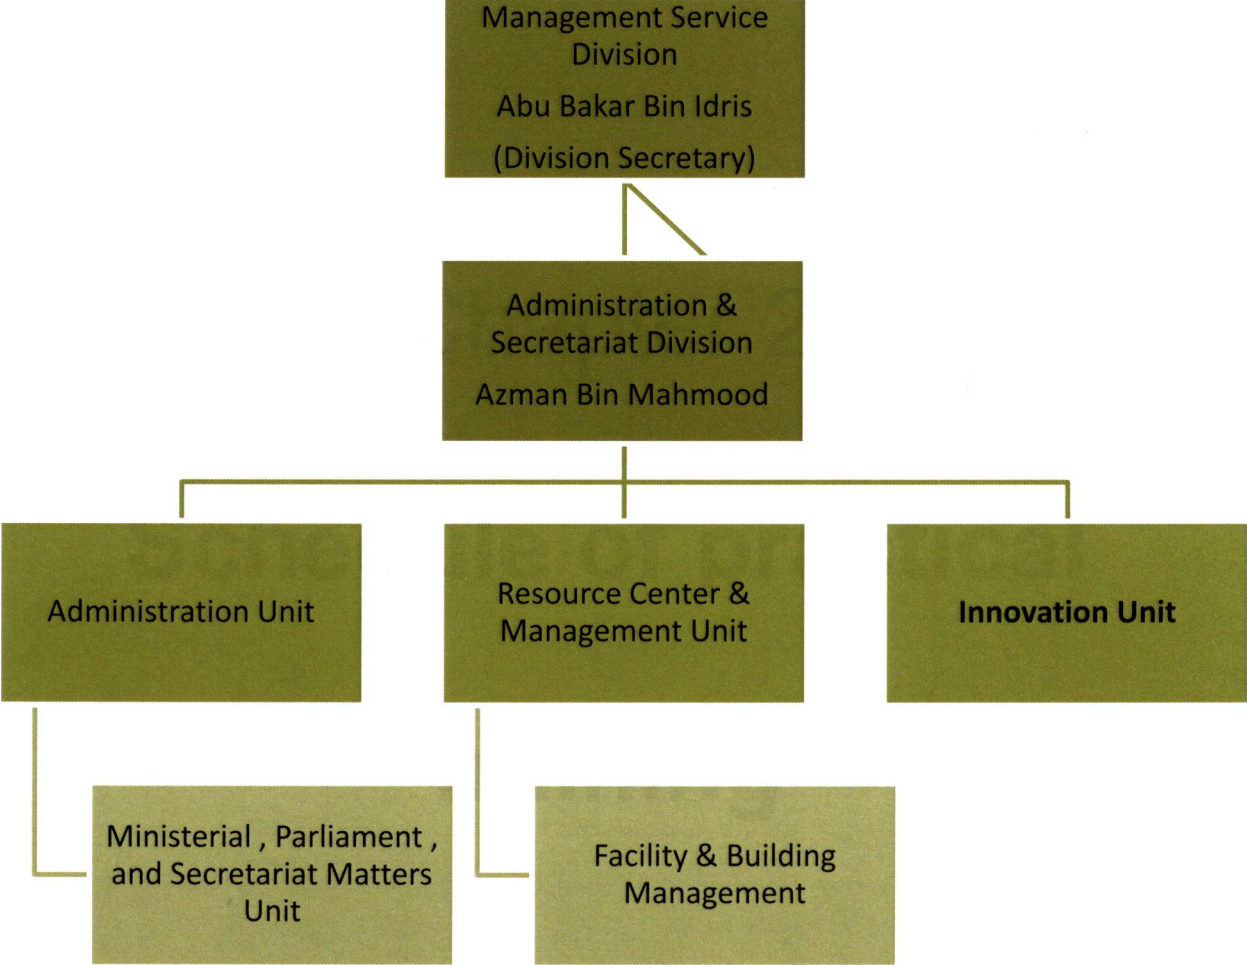 Management Service
Division
Abu Bakar Bin Idris
(Division Secretary)
Administration &
Secretariat Division
Azman Bin Mahmood
Administration Unit
Resource Center &
Management Unit
Innovation Unit
Ministerial , Parliament ,
and Secretariat Matters
Unit
Facility & Building
Management